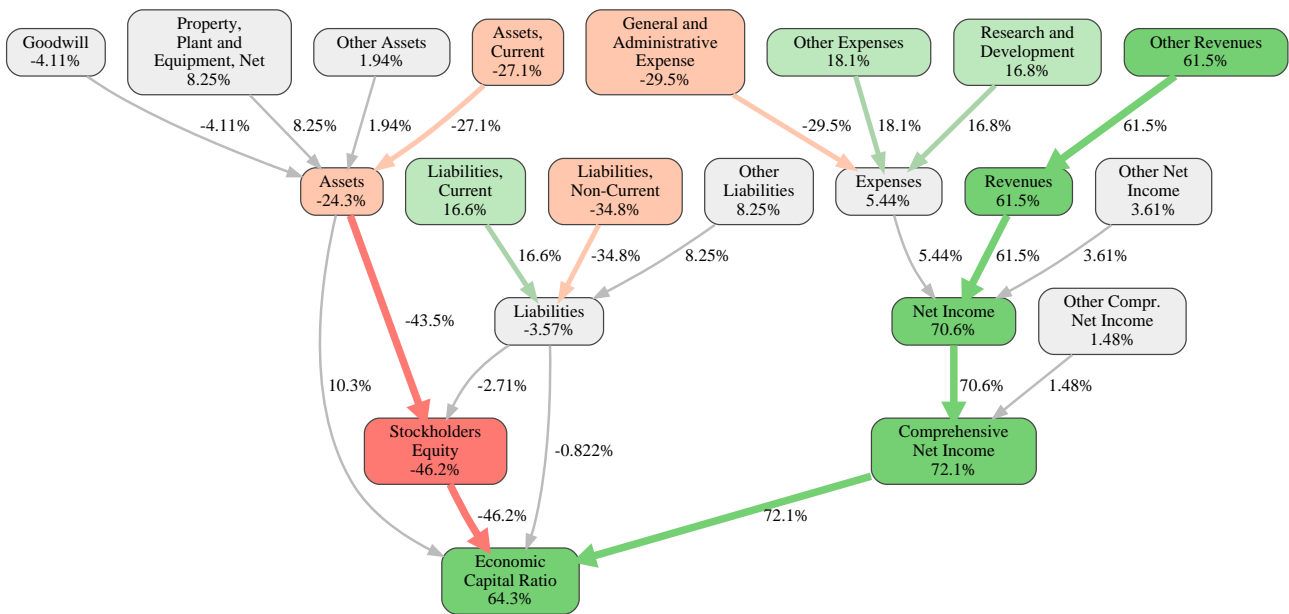 Goodwill
-4.11%
Property,
Plant and
Equipment, Net
8.25%
Other Assets
1.94%
Assets,
Current
-27.1%
General and
Administrative
Expense
-29.5%
Other Expenses
18.1%
Research and
Development
16.8%
Other Revenues
61.5%
-4.11%
8.25%
1.94%
-27.1%
-29.5%
18.1%
16.8%
61.5%
Assets
-24.3%
Liabilities,
Current
16.6%
Liabilities,
Non-Current
-34.8%
Other
Liabilities
8.25%
Expenses
5.44%
Revenues
61.5%
Other Net
Income
3.61%
16.6%
-34.8%
8.25%
5.44%
61.5%
3.61%
Liabilities
-3.57%
Net Income
70.6%
Other Compr.
Net Income
1.48%
-43.5%
10.3%
-2.71%
70.6%
1.48%
Stockholders
Equity
-46.2%
-0.822%
Comprehensive
Net Income
72.1%
-46.2%
72.1%
Economic
Capital Ratio
64.3%